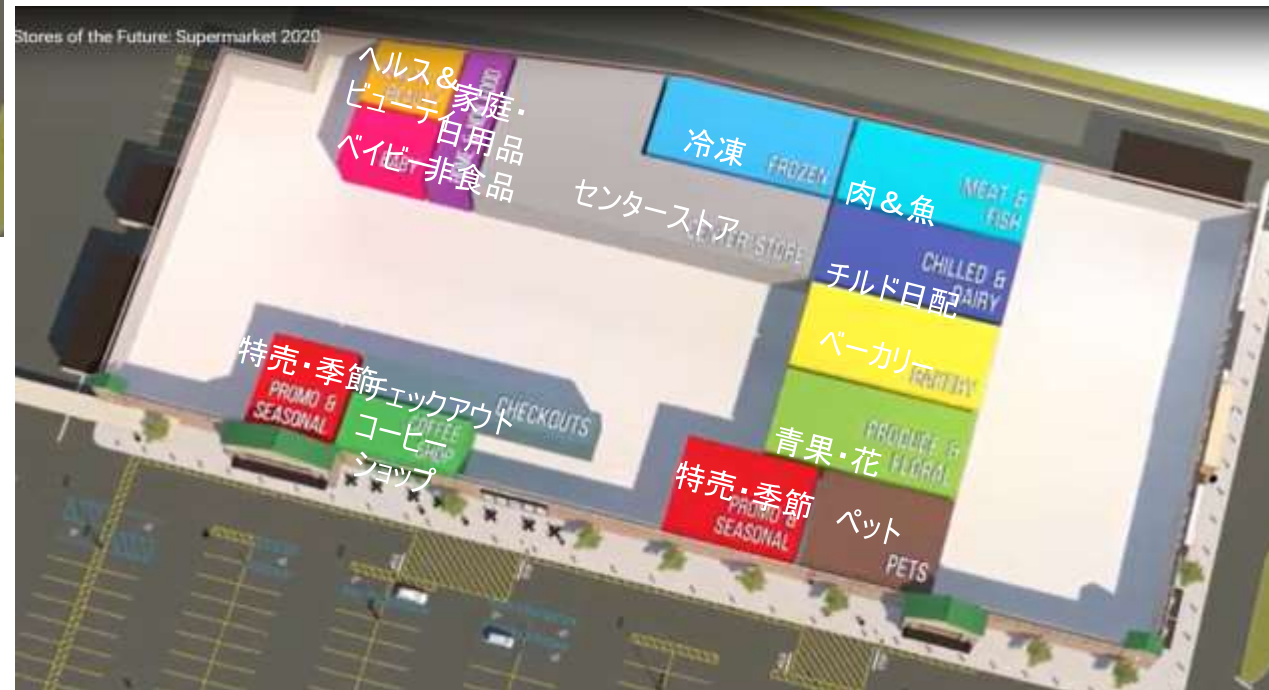 Stores of the Future: Supermarket 2020
ヘルス＆
ビューティ
家庭・
日用品
ベイビー
BABY
非食品
冷凍
FROZEN
センターストア
CENTER STORE
肉＆魚
MEAT &
FISH
チルド日配
CHILLED &
DAIRY
ベーカリー
BAKERY
青果・花
PRODUCE &
FLORAL
特売・季節
PROMO &
SEASONAL
チェックアウト
CHECKOUTS
コーヒー
ショップ
COFFEE
SHOP
特売・季節
PROMO &
SEASONAL
ペット
PETS